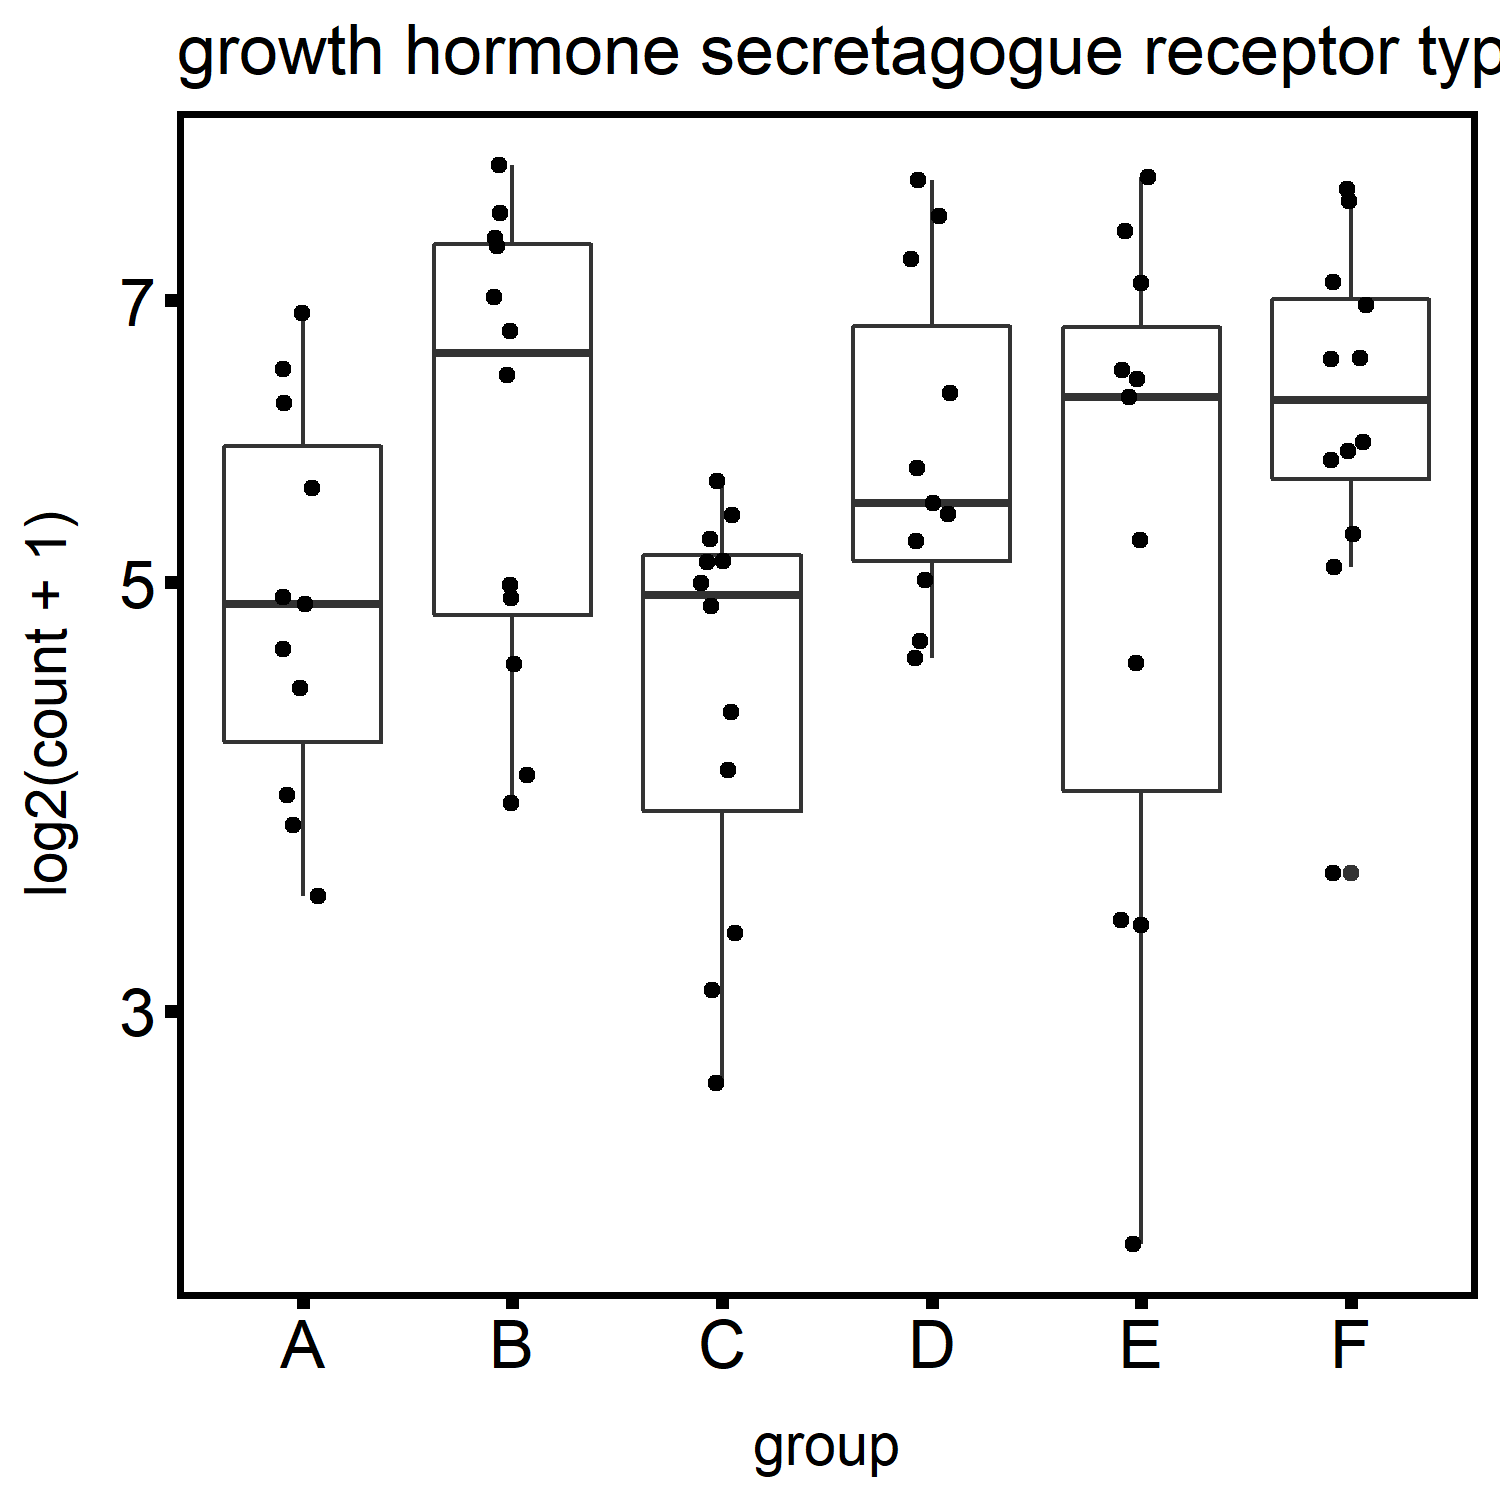 growth hormone secretagogue receptor typ
log2(count + 1)
7
5
3
A B C D E F
group